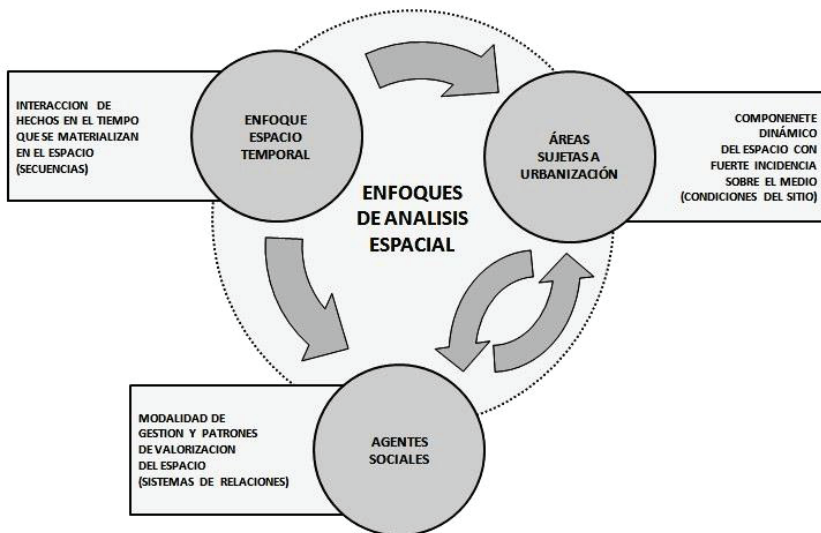 INTERACCION DE
HECHOS EN EL TIEMPO
QUE SE MATERIALIZAN
EN EL ESPACIO
(SECUENCIAS)
ENFOQUE
ESPACIO
TEMPORAL
ÁREAS
SUJETAS A
URBANIZACIÓN
COMPONENETE
DINÁMICO
DEL ESPACIO CON
FUERTE INCIDENCIA
SOBRE EL MEDIO
(CONDICIONES DEL SITIO)
ENFOQUES
DE ANALISIS
ESPACIAL
MODALIDAD DE
GESTION Y PATRONES
DE VALORIZACION
DEL ESPACIO
(SISTEMAS DE RELACIONES)
AGENTES
SOCIALES